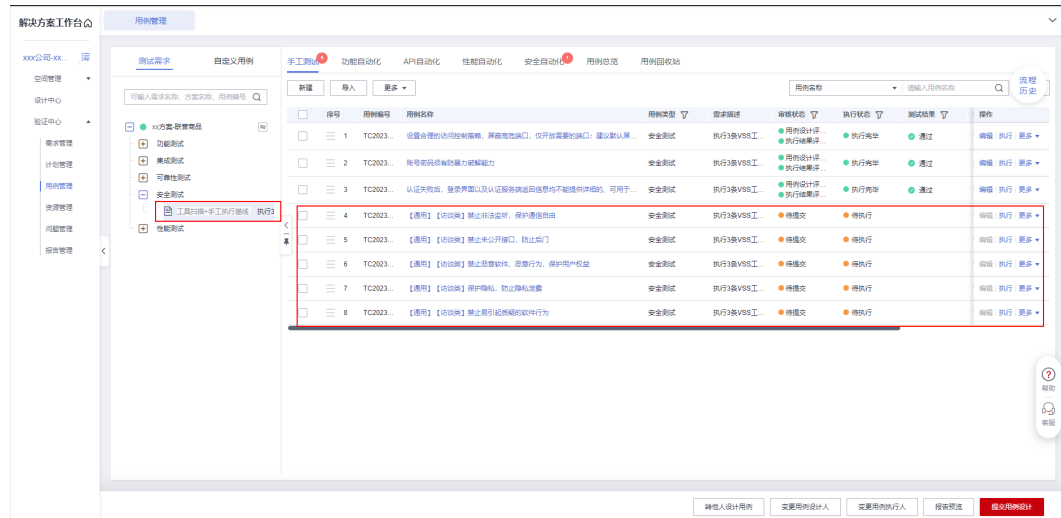 解决方案工作台
用例管理
xxx公司-xx...
空间管理
设计中心
验证中心
需求管理
计划管理
用例管理
资源管理
问题管理
报告管理
测试需求 自定义用例
可输入需求名称、方案名称、用例编号
xx方案-联营商品
功能测试
集成测试
可靠性测试
安全测试
工具扫描+手工执行基线 执行3
性能测试
手工测试 功能自动化 API自动化 性能自动化 安全自动化 用例总览 用例回收站
新建 导入 更多 用例名称 请输入用例名称
流程
历史
序号 用例编号 用例名称 用例类型 需求描述 审核状态 执行状态 测试结果 操作
1 TC2023... 设置合理的访问控制策略，屏蔽高危端口，仅开放需要的端口；建议默认屏... 安全测试 执行3条VSS工... 用例设计评... 执行结果评... 执行完毕 通过 编辑 执行 更多
2 TC2023... 账号密码须有防暴力破解能力 安全测试 执行3条VSS工... 用例设计评... 执行结果评... 执行完毕 通过 编辑 执行 更多
3 TC2023... 认证失败后，登录界面以及认证服务端返回信息均不能提供详细的、可用于... 安全测试 执行3条VSS工... 用例设计评... 执行结果评... 执行完毕 通过 编辑 执行 更多
4 TC2023... 【通用】【访谈类】禁止非法监听，保护通信自由 安全测试 执行3条VSS工... 待提交 待执行 编辑 执行 更多
5 TC2023... 【通用】【访谈类】禁止未公开接口，防止后门 安全测试 执行3条VSS工... 待提交 待执行 编辑 执行 更多
6 TC2023... 【通用】【访谈类】禁止恶意软件、恶意行为，保护用户权益 安全测试 执行3条VSS工... 待提交 待执行 编辑 执行 更多
7 TC2023... 【通用】【访谈类】保护隐私，防止隐私泄露 安全测试 执行3条VSS工... 待提交 待执行 编辑 执行 更多
8 TC2023... 【通用】【访谈类】禁止易引起质疑的软件行为 安全测试 执行3条VSS工... 待提交 待执行 编辑 执行 更多
帮助
客服
转他人设计用例 变更用例设计人 变更用例执行人 报告预览 提交用例设计